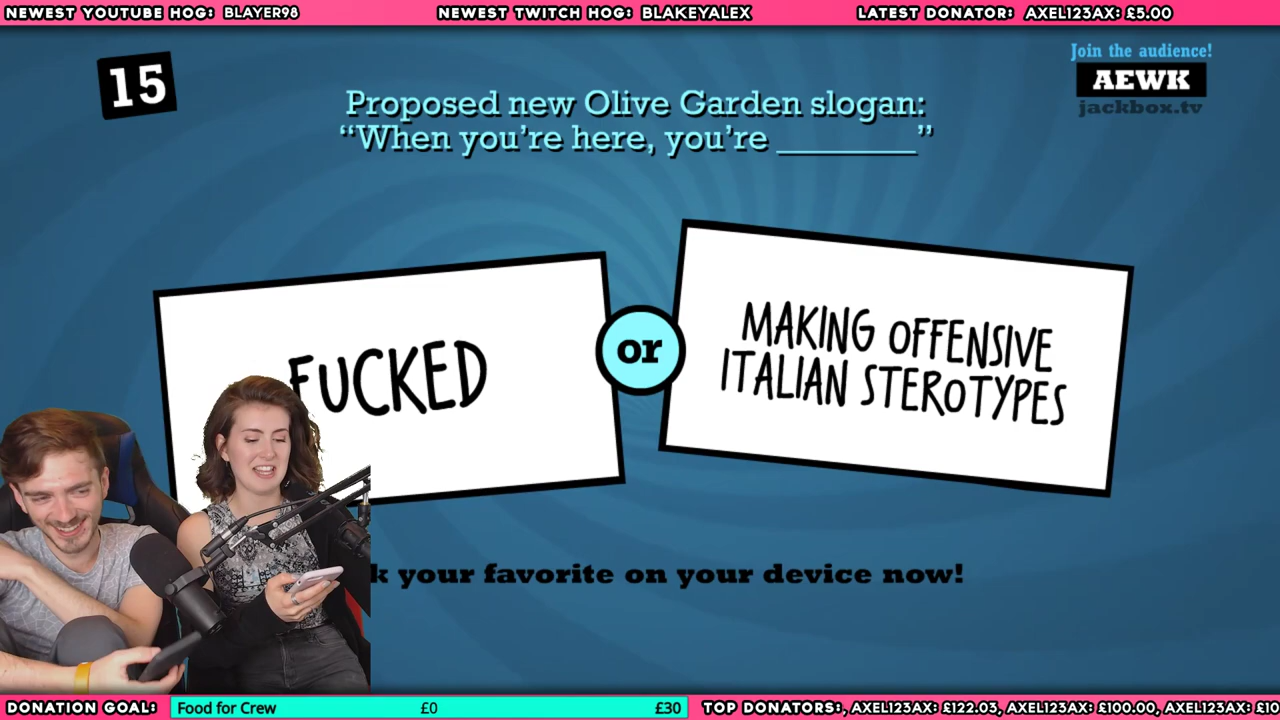 NEWEST YOUTUBE HOG: BLAYER98
NEWEST TWITCH HOG: BLAKEYALEX
LATEST DONATOR: AXEL123AX: £5.00
15
Join the audience!
AEWK
jackbox.tv
Proposed new Olive Garden slogan:
“When you’re here, you’re ________”
FUCKED
or
MAKING OFFENSIVE
ITALIAN STEROTYPES
your favorite on your device now!
DONATION GOAL: Food for Crew £0 £30
TOP DONATORS:, AXEL123AX: £122.03, AXEL123AX: £100.00, AXEL123AX: £10